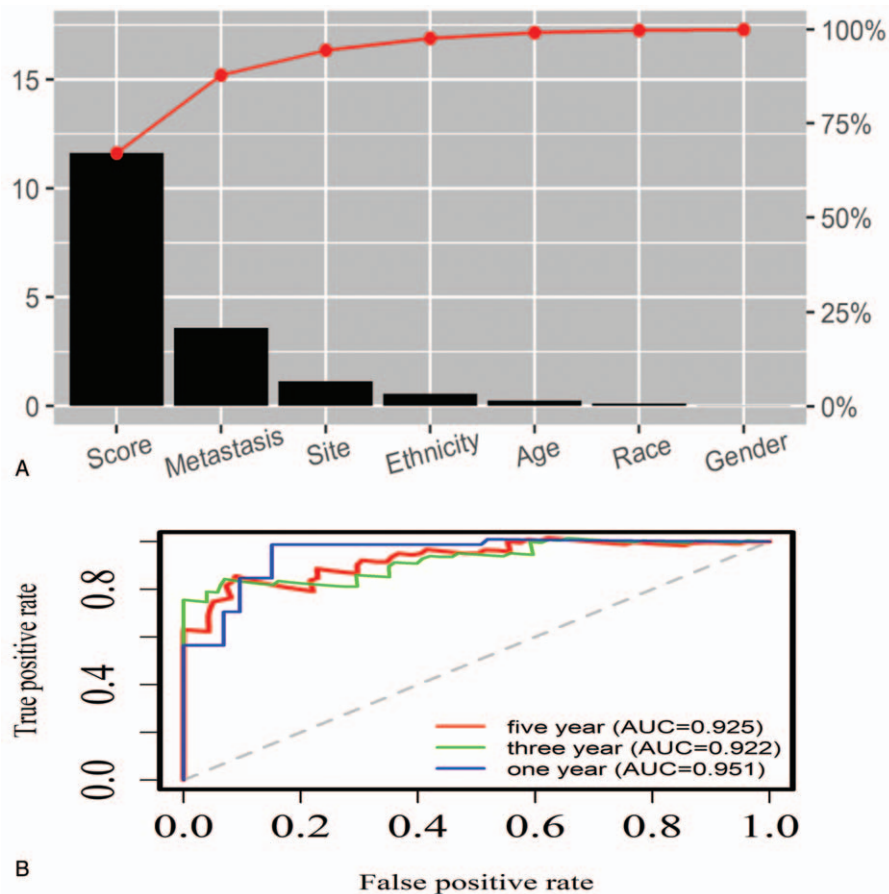 100%
15
75%
10
50%
5
25%
0
0%
Score
Metastasis
Site
Ethnicity
Age
Race
Gender
A
True positive rate
0.8
0.4
0.0
five year (AUC=0.925)
three year (AUC=0.922)
one year (AUC=0.951)
0.0 0.2 0.4 0.6 0.8 1.0
B
False positive rate